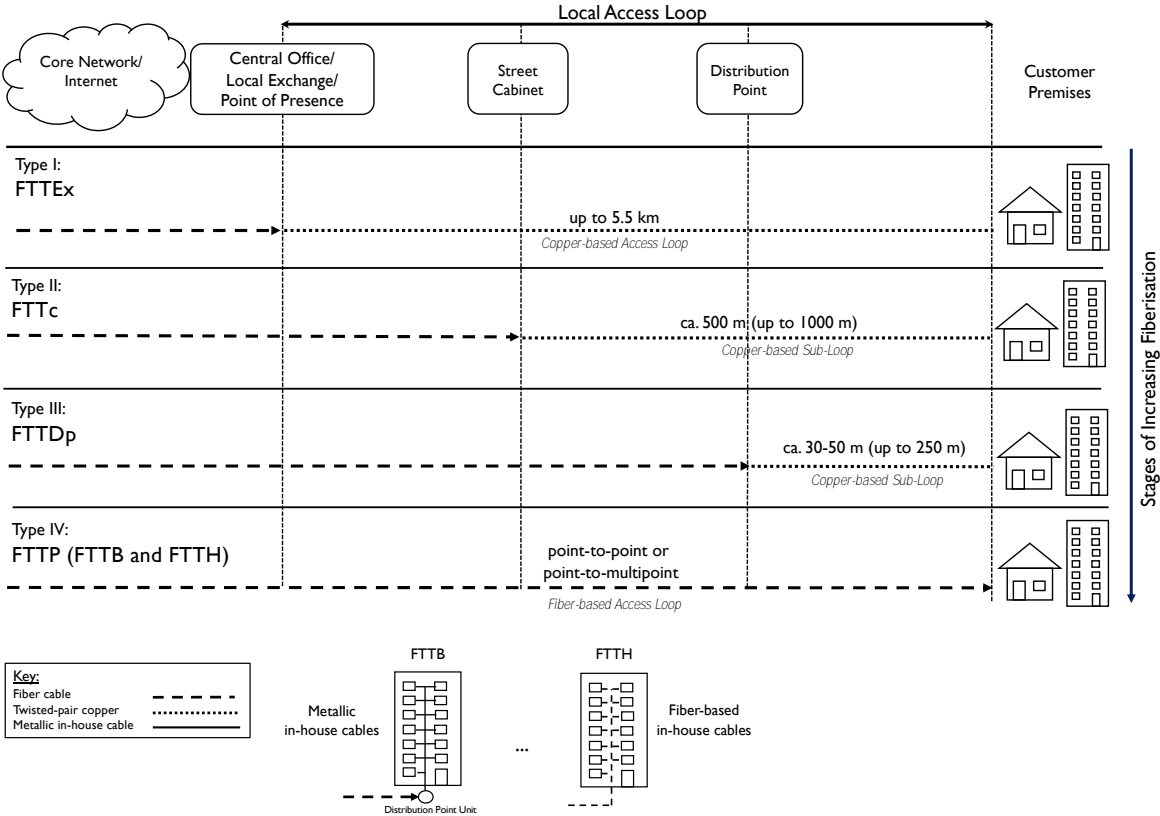 Local Access Loop
Core Network/
Internet
Central Office/
Local Exchange/
Point of Presence
Street
Cabinet
Distribution
Point
Customer
Premises
Type I:
FTTEx
up to 5.5 km
Copper-based Access Loop
Type II:
FTTc
ca. 500 m (up to 1000 m)
Copper-based Sub-Loop
Type III:
FTTDp
ca. 30-50 m (up to 250 m)
Copper-based Sub-Loop
Type IV:
FTTP (FTTB and FTTH)
point-to-point or
point-to-multipoint
Fiber-based Access Loop
Stages of Increasing Fiberisation
Key:
Fiber cable
Twisted-pair copper
Metallic in-house cable
FTTB
Metallic
in-house cables
Distribution Point Unit
...
FTTH
Fiber-based
in-house cables